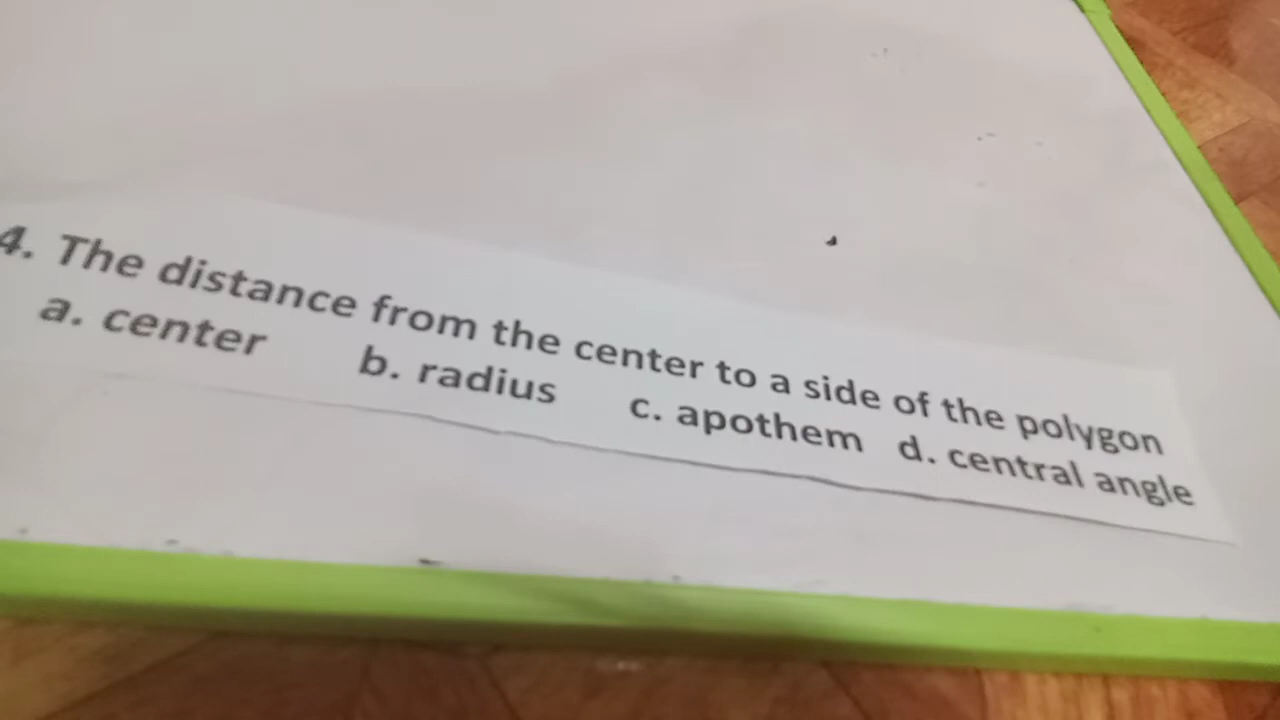 4. The distance from the center to a side of the polygon
a. center b. radius c. apothem d. central angle